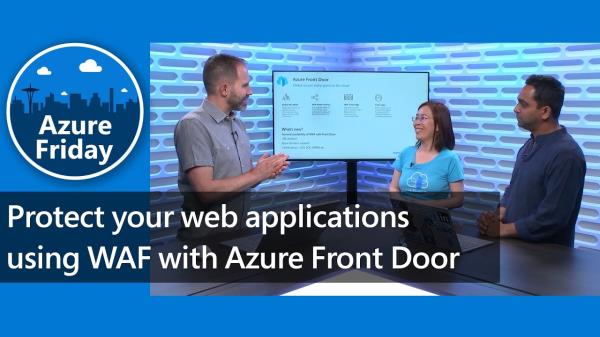 Azure
Friday
Azure Front Door
What's new?
Protect your web applications
using WAF with Azure Front Door